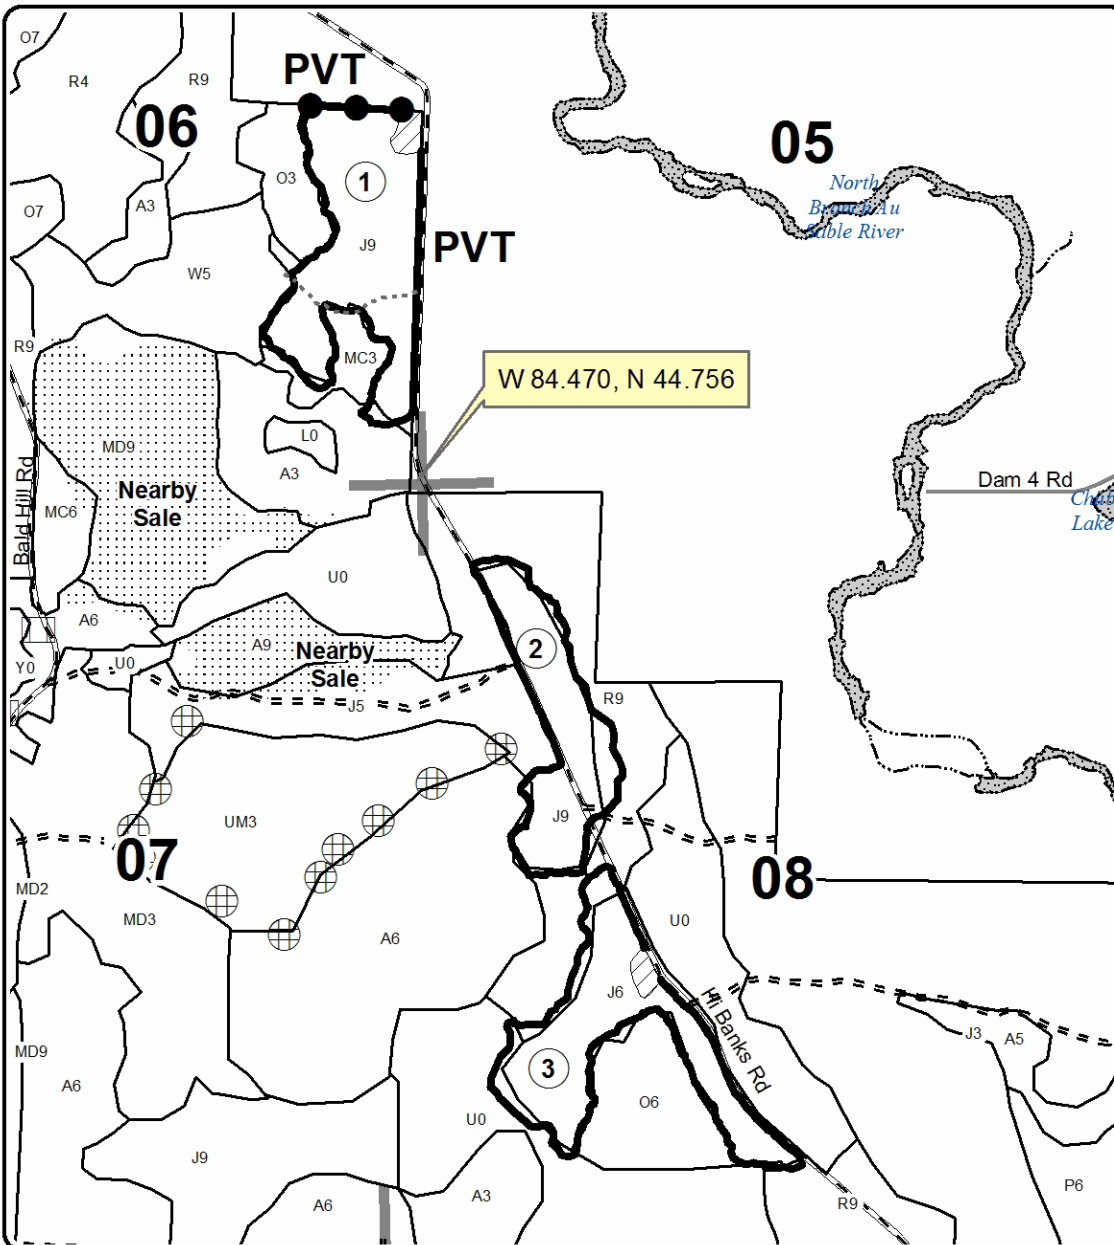 O7
R4
R9
PVT
06
05
O3
1
O7
A3
North
Branch Au
Sable River
J9
PVT
W5
R9
MC3
W 84.470, N 44.756
L0
MD9
A3
Dam 4 Rd
Nearby
Sale
Bald Hill Rd
MC6
Chub
Lake
U0
A6
2
A9
Nearby
Sale
Y0
U0
R9
J5
J9
UM3
07
08
MD2
MD3
U0
A6
J6
Hi Banks Rd
J3
A5
MD9
3
A6
O6
U0
J9
P6
A3
A6
R9